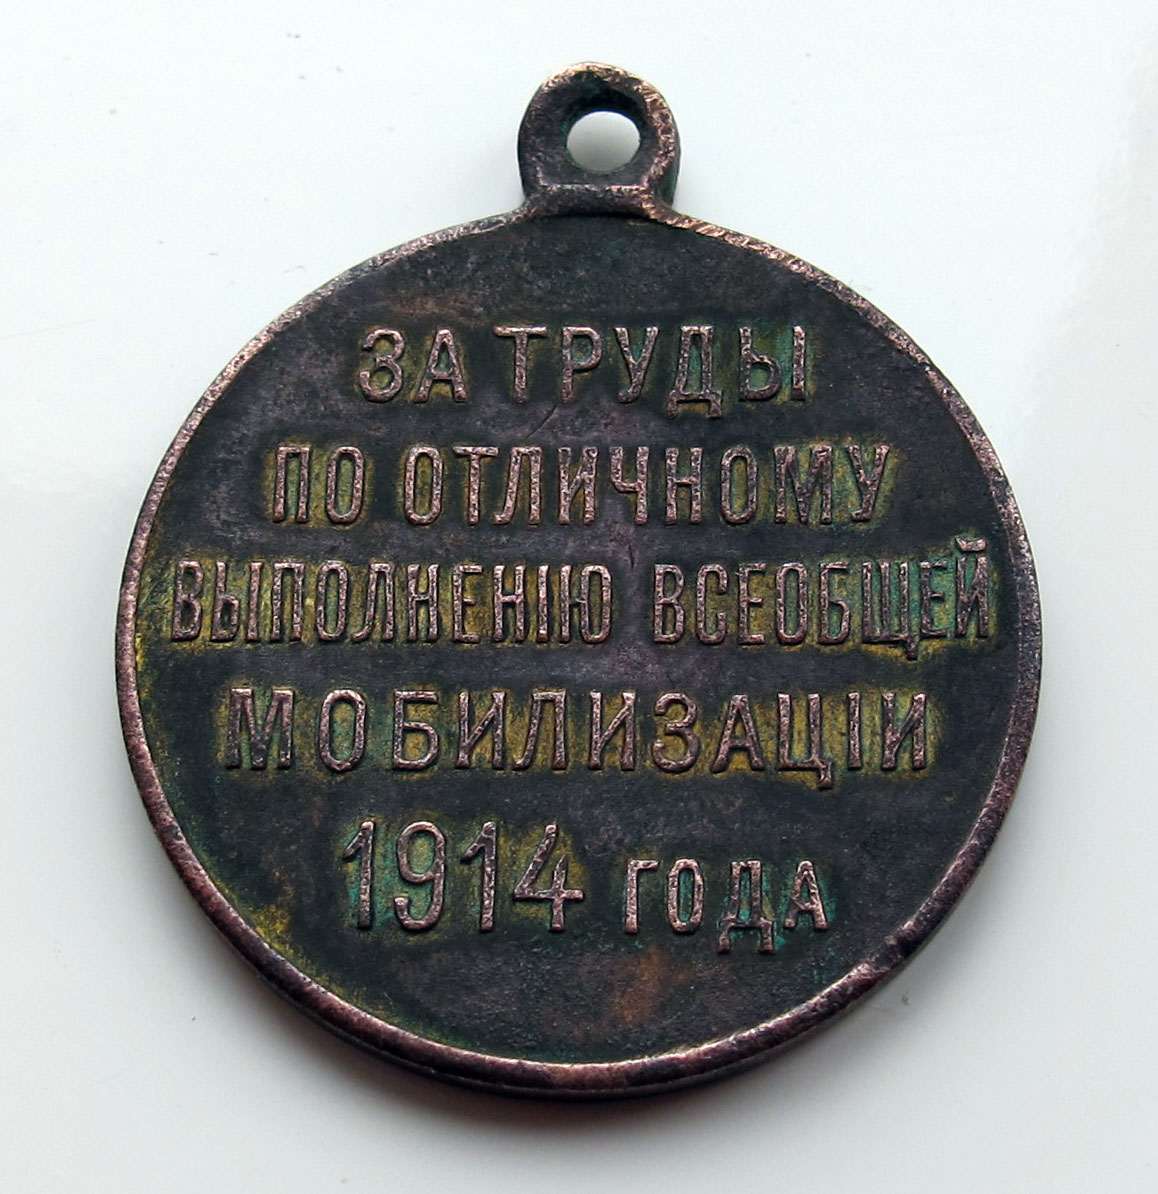 ЗА ТРУДЫ
ПО ОТЛИЧНОМУ
ВЫПОЛНЕНІЮ ВСЕОБЩЕЙ
МОБИЛИЗАЦІИ
1914 ГОДА